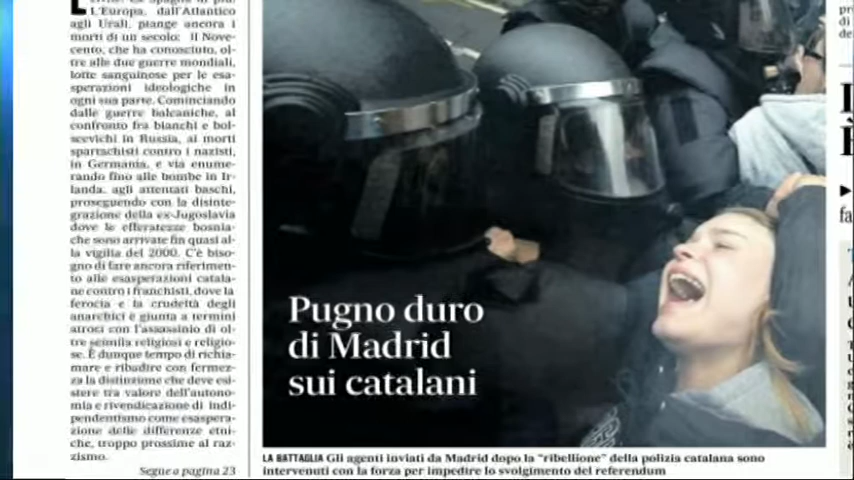 L'Europa, dall'Atlantico
agli Urali, piange ancora i
morti di un secolo: il Nove-
cento, che ha conosciuto, ol-
tre alle due guerre mondiali,
lotte sanguinose per le esa-
sperazioni ideologiche in
ogni sua parte. Cominciando
dalle guerre balcaniche, al
confronto fra bianchi e bol-
scevichi in Russia, ai morti
spartachisti contro i nazisti,
in Germania, e via enume-
rando fino alle bombe in Ir-
landa, agli attentati baschi,
proseguendo con la disinte-
grazione della ex-Jugoslavia
dove le efferatezze bosnia-
che sono arrivate fin quasi al-
la vigilia del 2000. C'è biso-
gno di fare ancora riferimen-
to alle esasperazioni catala-
ne contro i franchisti, dove la
ferocia e la crudeltà degli
anarchici è giunta a termini
atroci con l'assassinio di ol-
tre seimila religiosi e religio-
se. È dunque tempo di richia-
mare e ribadire con fermez-
za la distinzione che deve esi-
stere tra valore dell'autono-
mia e rivendicazione di indi-
pendentismo come esaspera-
zione delle differenze etni-
che, troppo prossime al raz-
zismo.
Segue a pagina 23
Pugno duro
di Madrid
sui catalani
LA BATTAGLIA Gli agenti inviati da Madrid dopo la "ribellione" della polizia catalana sono
intervenuti con la forza per impedire lo svolgimento del referendum